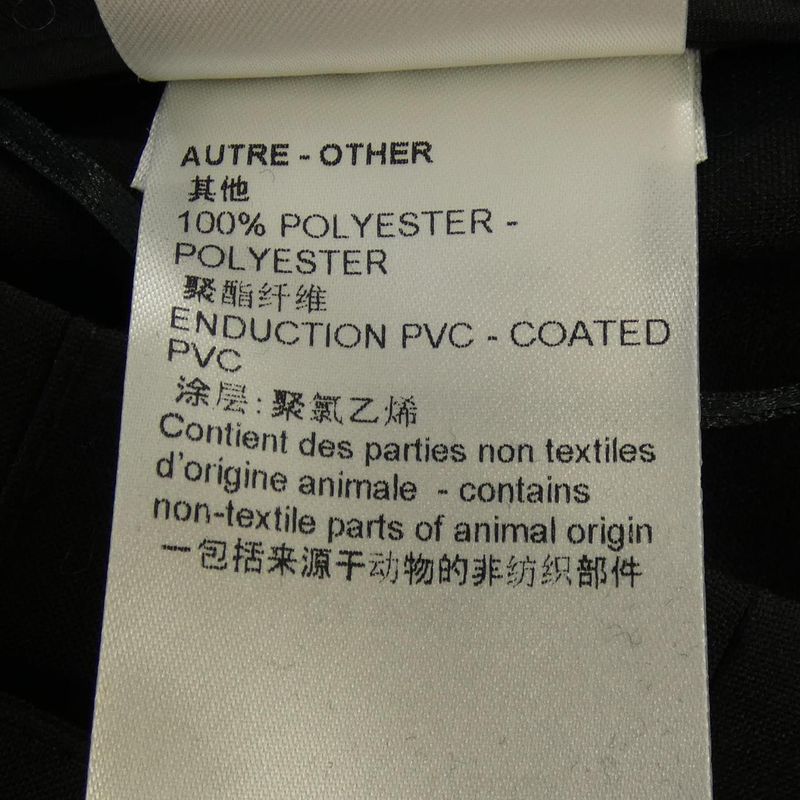 AUTRE - OTHER
其他
100% POLYESTER -
POLYESTER
聚酯纤维
ENDUCTION PVC - COATED
PVC
涂层:聚氯乙烯
Contient des parties non textiles
d'origine animale - contains
non-textile parts of animal origin
一包括来源于动物的非纺织部件